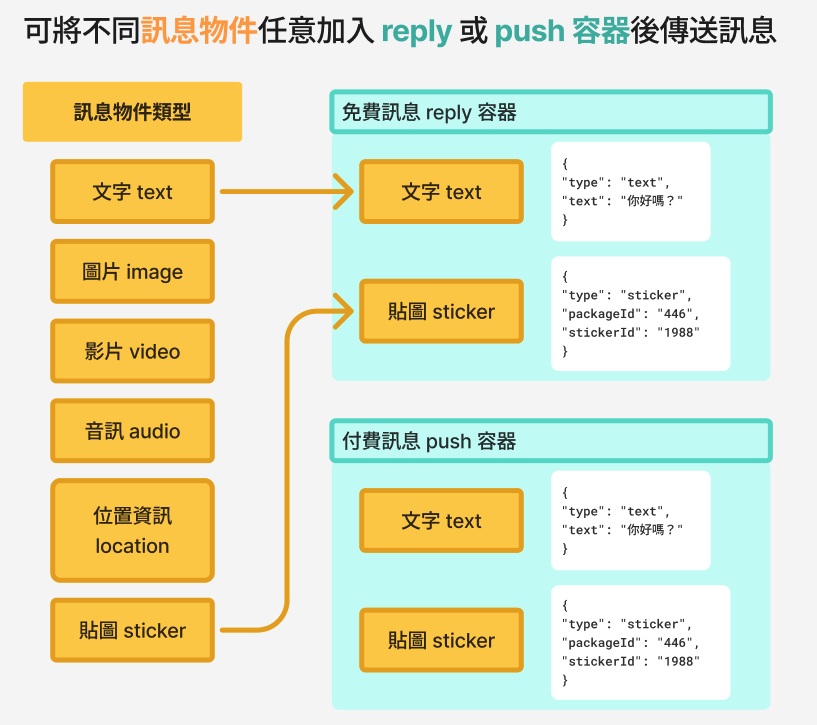 可將不同訊息物件任意加入 reply 或 push 容器後傳送訊息
訊息物件類型
文字 text
圖片 image
影片 video
音訊 audio
位置資訊
location
貼圖 sticker
免費訊息 reply 容器
文字 text
{
"type": "text",
"text": "你好嗎？"
}
貼圖 sticker
{
"type": "sticker",
"packageId": "446",
"stickerId": "1988"
}
付費訊息 push 容器
文字 text
{
"type": "text",
"text": "你好嗎？"
}
貼圖 sticker
{
"type": "sticker",
"packageId": "446",
"stickerId": "1988"
}